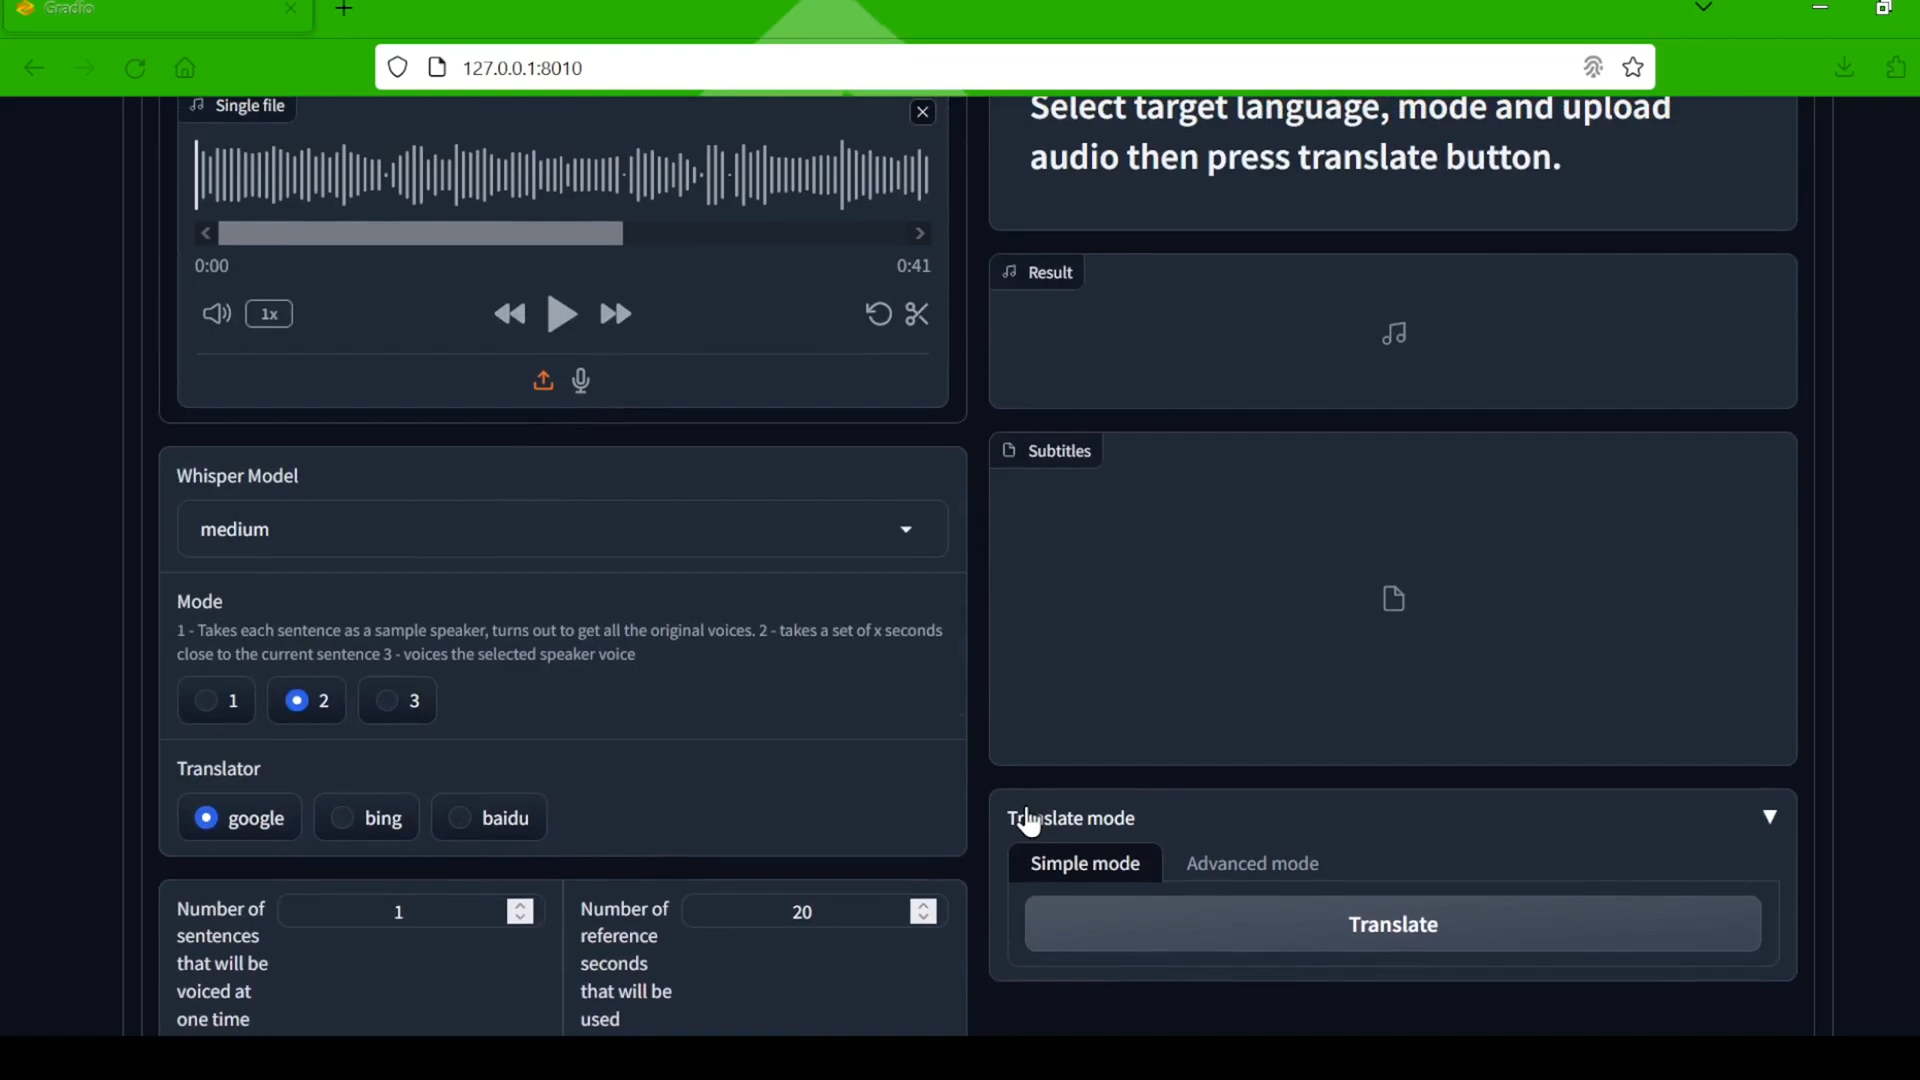 Gradio
127.0.0.1:8010
Single file
0:00
0:41
1x
Whisper Model
medium
Mode
1 - Takes each sentence as a sample speaker, turns out to get all the original voices. 2 - takes a set of x seconds
close to the current sentence 3 - voices the selected speaker voice
1
2
3
Translator
google
bing
baidu
Number of
sentences
that will be
voiced at
one time
1
Number of
reference
seconds
that will be
used
20
Select target language, mode and upload
audio then press translate button.
Result
Subtitles
Translate mode
Simple mode
Advanced mode
Translate